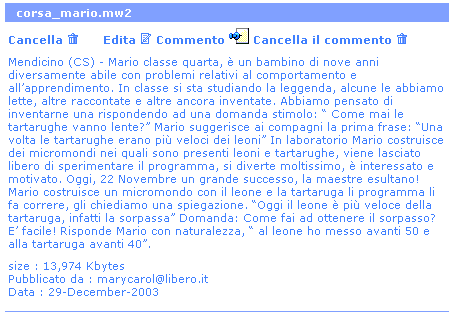 corsa_mario.mw2
Cancella Edita Commento Cancella il commento
Mendicino (CS) - Mario classe quarta, è un bambino di nove anni
diversamente abile con problemi relativi al comportamento e
all'apprendimento. In classe si sta studiando la leggenda, alcune le abbiamo
lette, altre raccontate e altre ancora inventate. Abbiamo pensato di
inventarne una rispondendo ad una domanda stimolo: “ Come mai le
tartarughe vanno lente?” Mario suggerisce ai compagni la prima frase: “Una
volta le tartarughe erano più veloci dei leoni” In laboratorio Mario costruisce
dei micromondi nei quali sono presenti leoni e tartarughe, viene lasciato
libero di sperimentare il programma, si diverte moltissimo, è interessato e
motivato. Oggi, 22 Novembre un grande successo, la maestre esultano!
Mario costruisce un micromondo con il leone e la tartaruga li programma li
fa correre, gli chiediamo una spiegazione. “Oggi il leone è più veloce della
tartaruga, infatti la sorpassa” Domanda: Come fai ad ottenere il sorpasso?
E' facile! Risponde Mario con naturalezza, “ al leone ho messo avanti 50 e
alla tartaruga avanti 40”.
size : 13,974 Kbytes
Pubblicato da : marycarol@libero.it
Data : 29-December-2003